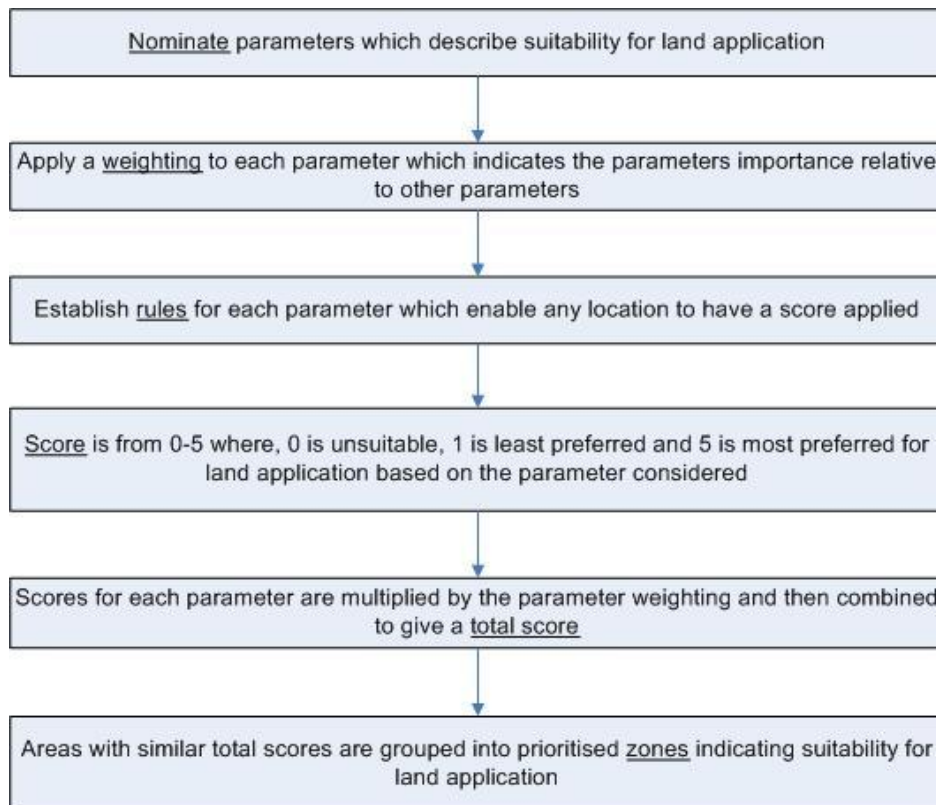 Nominate parameters which describe suitability for land application
Apply a weighting to each parameter which indicates the parameters importance relative
to other parameters
Establish rules for each parameter which enable any location to have a score applied
Score is from 0-5 where, 0 is unsuitable, 1 is least preferred and 5 is most preferred for
land application based on the parameter considered
Scores for each parameter are multiplied by the parameter weighting and then combined
to give a total score
Areas with similar total scores are grouped into prioritised zones indicating suitability for
land application